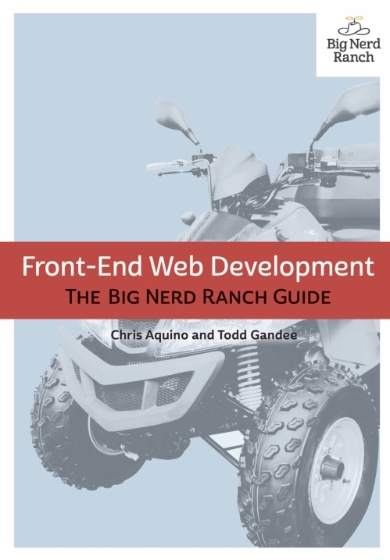 Big Nerd
Ranch
Front-End Web Development
THE BIG NERD RANCH GUIDE
Chris Aquino and Todd Gandee